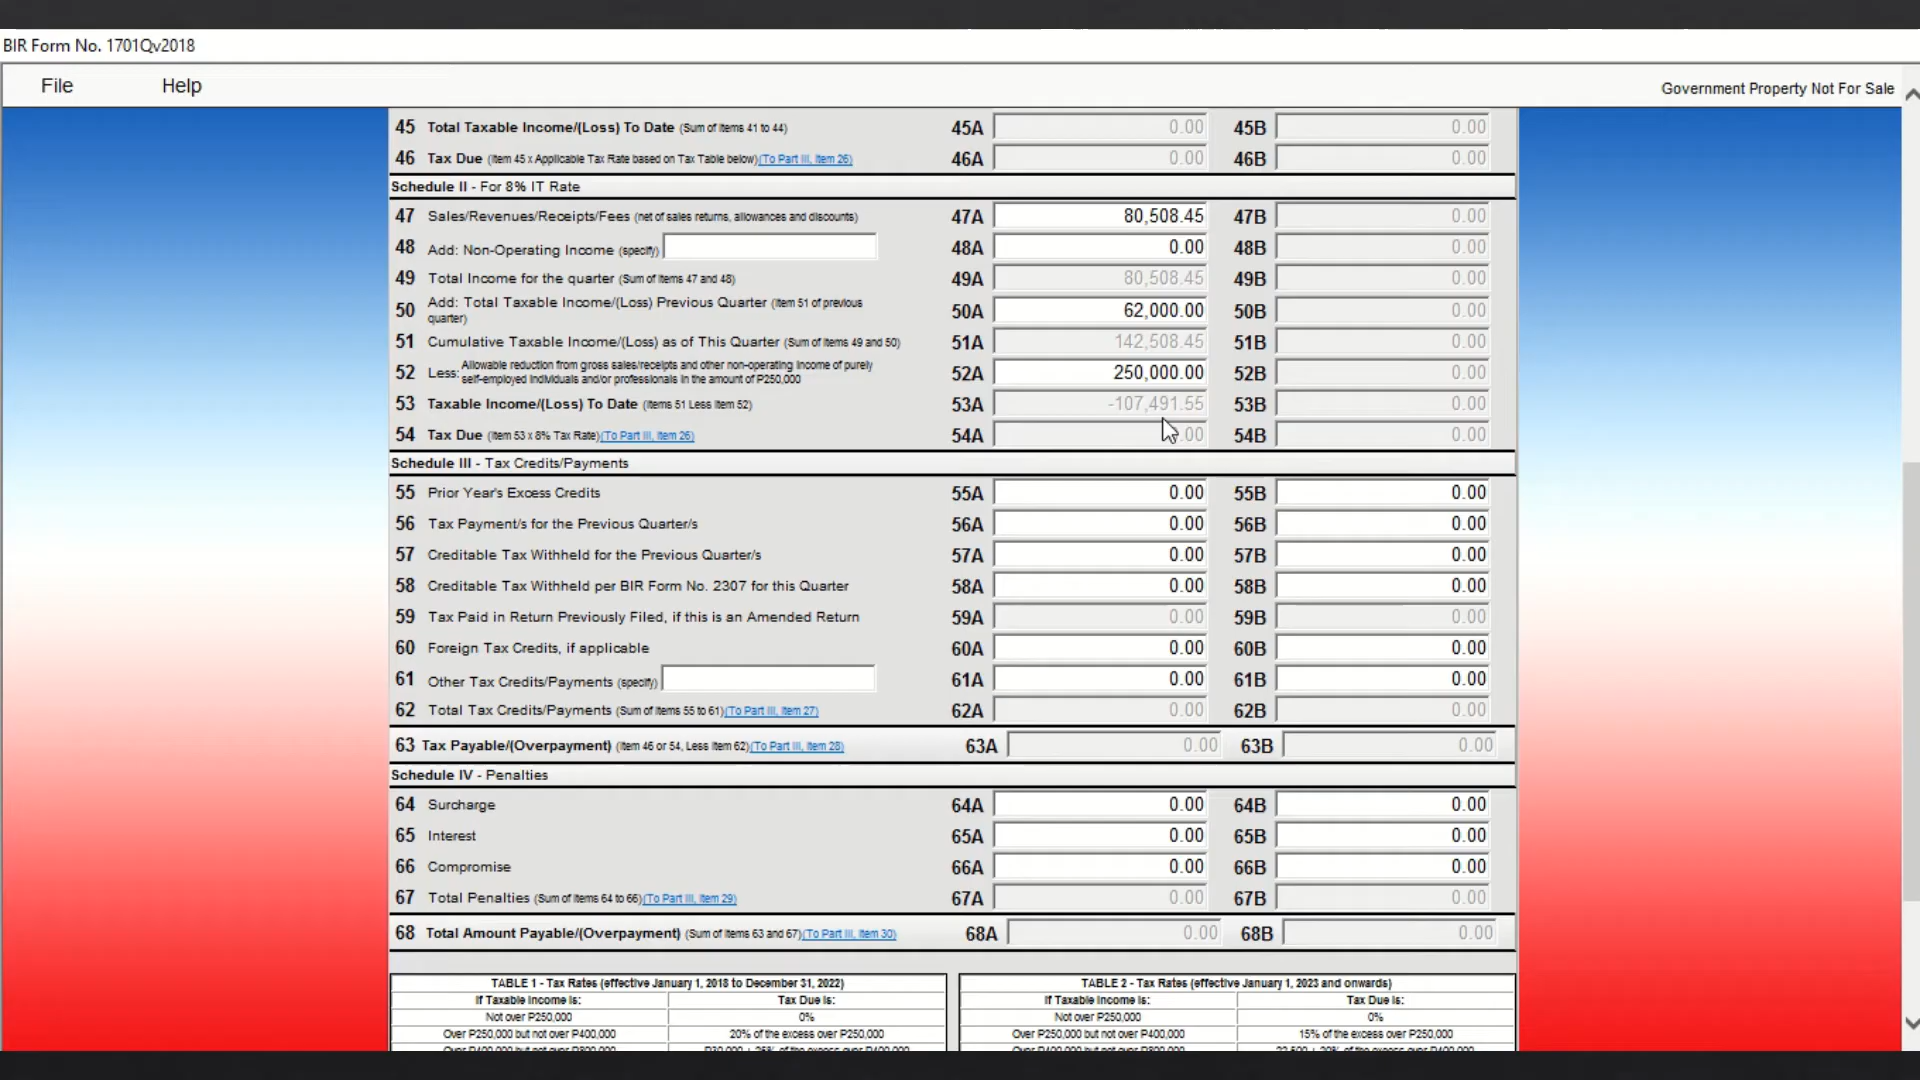 BIR Form No. 1701Qv2018
File Help Government Property Not For Sale
45 Total Taxable Income/(Loss) To Date (Sum of Items 41 to 44) 45A 0.00 45B 0.00
46 Tax Due (Item 45 x Applicable Tax Rate based on Tax Table below)(To Part III, Item 26) 46A 0.00 46B 0.00
Schedule II - For 8% IT Rate
47 Sales/Revenues/Receipts/Fees (net of sales returns, allowances and discounts) 47A 80,508.45 47B 0.00
48 Add: Non-Operating Income (specify) 48A 0.00 48B 0.00
49 Total Income for the quarter (Sum of Items 47 and 48) 49A 80,508.45 49B 0.00
50 Add: Total Taxable Income/(Loss) Previous Quarter (Item 51 of previous
quarter) 50A 62,000.00 50B 0.00
51 Cumulative Taxable Income/(Loss) as of This Quarter (Sum of Items 49 and 50) 51A 142,508.45 51B 0.00
52 Less: Allowable reduction from gross sales/receipts and other non-operating income of purely
self-employed individuals and/or professionals in the amount of P250,000 52A 250,000.00 52B 0.00
53 Taxable Income/(Loss) To Date (Items 51 Less Item 52) 53A -107,491.55 53B 0.00
54 Tax Due (Item 53 x 8% Tax Rate)(To Part III, Item 26) 54A .00 54B 0.00
Schedule III - Tax Credits/Payments
55 Prior Year's Excess Credits 55A 0.00 55B 0.00
56 Tax Payment/s for the Previous Quarter/s 56A 0.00 56B 0.00
57 Creditable Tax Withheld for the Previous Quarter/s 57A 0.00 57B 0.00
58 Creditable Tax Withheld per BIR Form No. 2307 for this Quarter 58A 0.00 58B 0.00
59 Tax Paid in Return Previously Filed, if this is an Amended Return 59A 0.00 59B 0.00
60 Foreign Tax Credits, if applicable 60A 0.00 60B 0.00
61 Other Tax Credits/Payments (specify) 61A 0.00 61B 0.00
62 Total Tax Credits/Payments (Sum of Items 55 to 61)(To Part III, Item 27) 62A 0.00 62B 0.00
63 Tax Payable/(Overpayment) (Item 46 or 54, Less Item 62)(To Part III, Item 28) 63A 0.00 63B 0.00
Schedule IV - Penalties
64 Surcharge 64A 0.00 64B 0.00
65 Interest 65A 0.00 65B 0.00
66 Compromise 66A 0.00 66B 0.00
67 Total Penalties (Sum of Items 64 to 66)(To Part III, Item 29) 67A 0.00 67B 0.00
68 Total Amount Payable/(Overpayment) (Sum of Items 63 and 67)(To Part III, Item 30) 68A 0.00 68B 0.00
TABLE 1 - Tax Rates (effective January 1, 2018 to December 31, 2022) TABLE 2 - Tax Rates (effective January 1, 2023 and onwards)
If Taxable Income is: Tax Due is: If Taxable Income is: Tax Due is:
Not over P250,000 0% Not over P250,000 0%
Over P250,000 but not over P400,000 20% of the excess over P250,000 Over P250,000 but not over P400,000 15% of the excess over P250,000